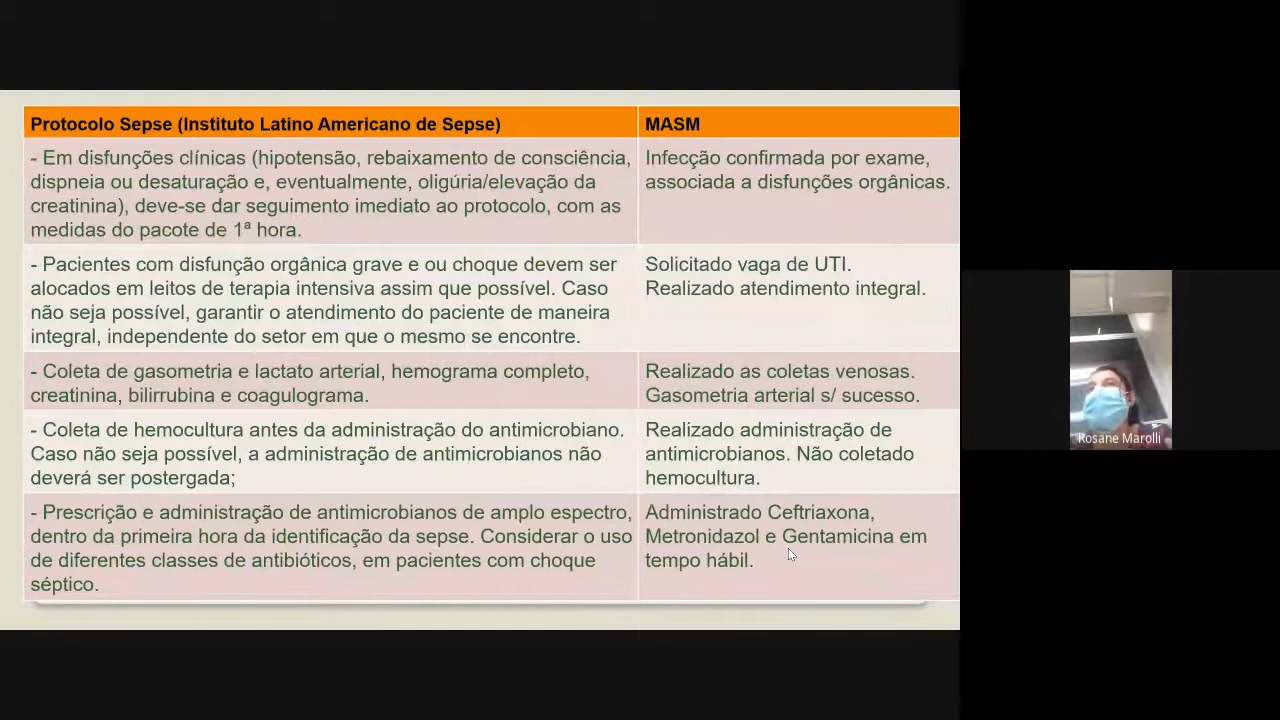 Protocolo Sepse (Instituto Latino Americano de Sepse)
MASM
- Em disfunções clínicas (hipotensão, rebaixamento de consciência,
dispneia ou desaturação e, eventualmente, oligúria/elevação da
creatinina), deve-se dar seguimento imediato ao protocolo, com as
medidas do pacote de 1ª hora.
Infecção confirmada por exame,
associada a disfunções orgânicas.
- Pacientes com disfunção orgânica grave e ou choque devem ser
alocados em leitos de terapia intensiva assim que possível. Caso
não seja possível, garantir o atendimento do paciente de maneira
integral, independente do setor em que o mesmo se encontre.
Solicitado vaga de UTI.
Realizado atendimento integral.
- Coleta de gasometria e lactato arterial, hemograma completo,
creatinina, bilirrubina e coagulograma.
Realizado as coletas venosas.
Gasometria arterial s/ sucesso.
- Coleta de hemocultura antes da administração do antimicrobiano.
Caso não seja possível, a administração de antimicrobianos não
deverá ser postergada;
Realizado administração de
antimicrobianos. Não coletado
hemocultura.
- Prescrição e administração de antimicrobianos de amplo espectro,
dentro da primeira hora da identificação da sepse. Considerar o uso
de diferentes classes de antibióticos, em pacientes com choque
séptico.
Administrado Ceftriaxona,
Metronidazol e Gentamicina em
tempo hábil.
Rosane Marolli